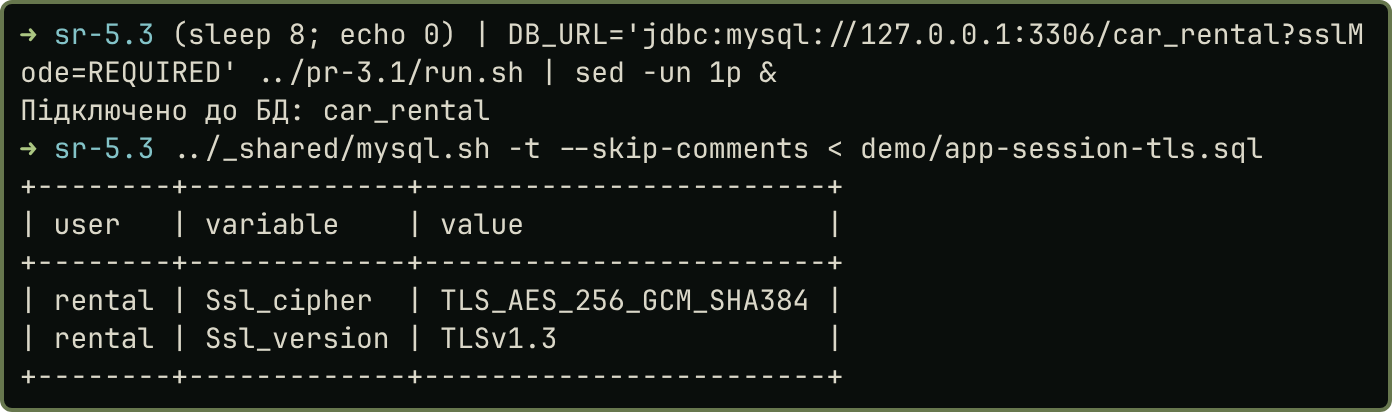 → sr-5.3 (sleep 8; echo 0) | DB_URL='jdbc:mysql://127.0.0.1:3306/car_rental?sslM
ode=REQUIRED' ../pr-3.1/run.sh | sed -un 1p &
Підключено до БД: car_rental
→ sr-5.3 ../_shared/mysql.sh -t --skip-comments < demo/app-session-tls.sql
+--------+-------------+------------------------+
| user   | variable    | value                  |
+--------+-------------+------------------------+
| rental | Ssl_cipher  | TLS_AES_256_GCM_SHA384 |
| rental | Ssl_version | TLSv1.3                |
+--------+-------------+------------------------+